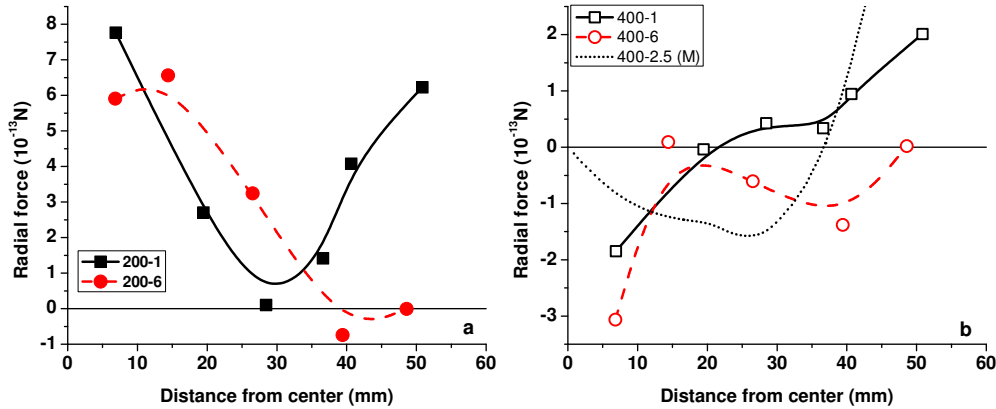 8
7
6
5
4
3
2
1
0
-1
Radial force (10⁻¹³N)
200-1
200-6
a
0 10 20 30 40 50 60
Distance from center (mm)
400-1
400-6
400-2.5 (M)
2
1
0
-1
-2
-3
Radial force (10⁻¹³N)
b
0 10 20 30 40 50 60
Distance from center (mm)